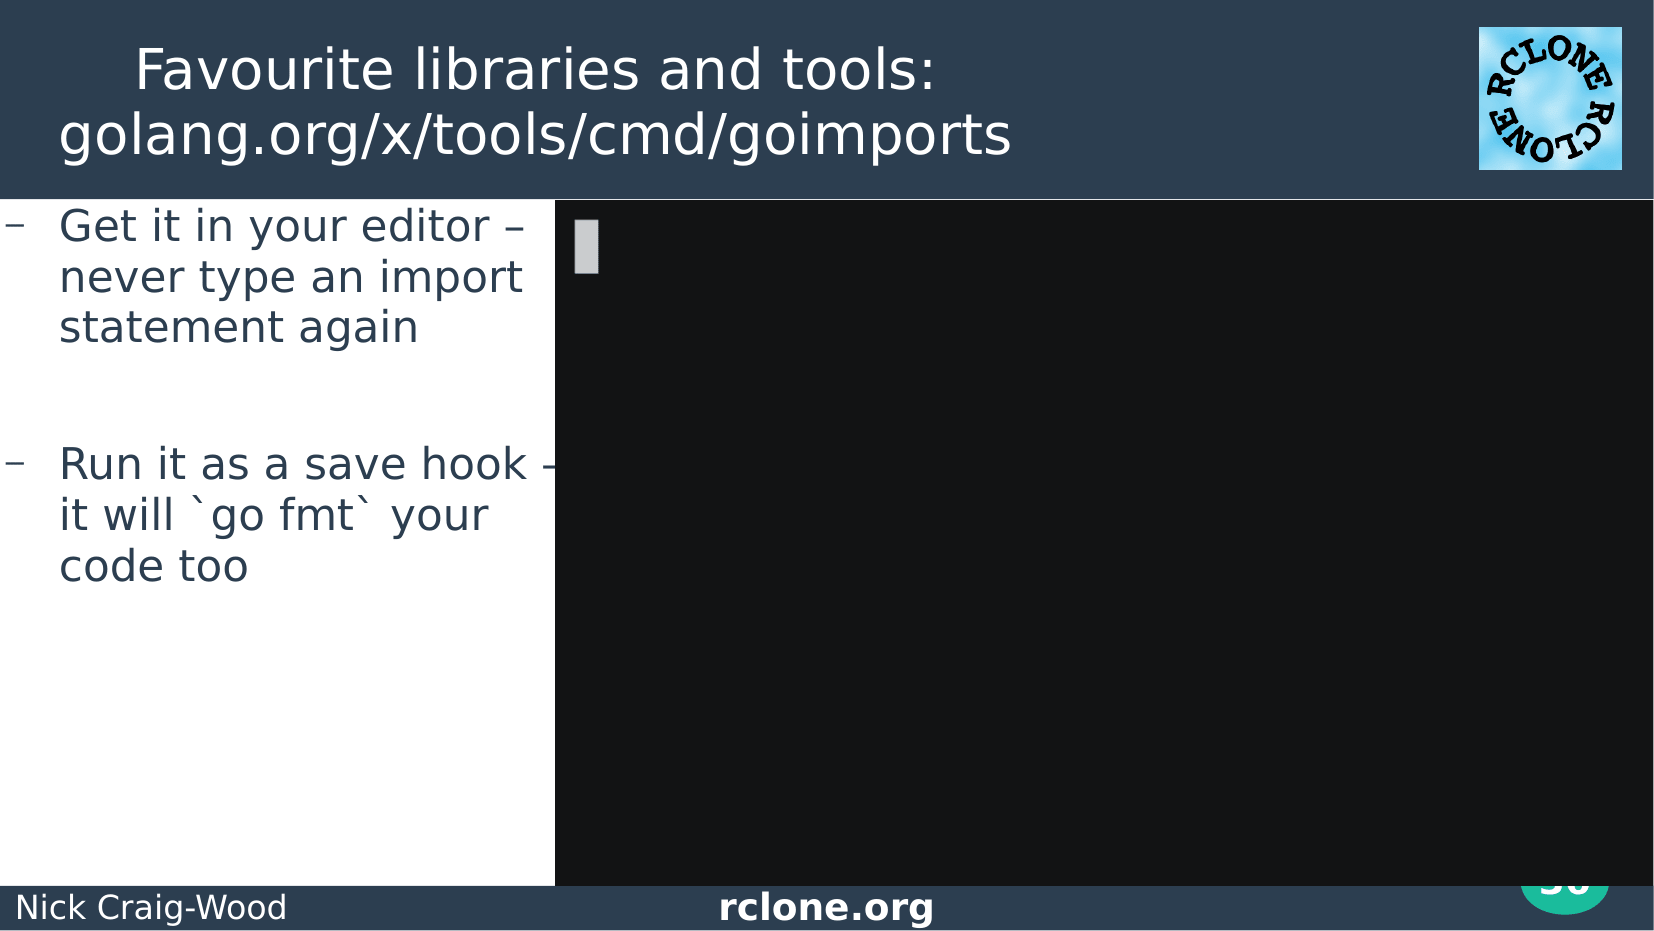 Favourite libraries and tools:
golang.org/x/tools/cmd/goimports
RCLONE RCLONE
– Get it in your editor –
never type an import
statement again
– Run it as a save hook –
it will `go fmt` your
code too
Nick Craig-Wood
rclone.org